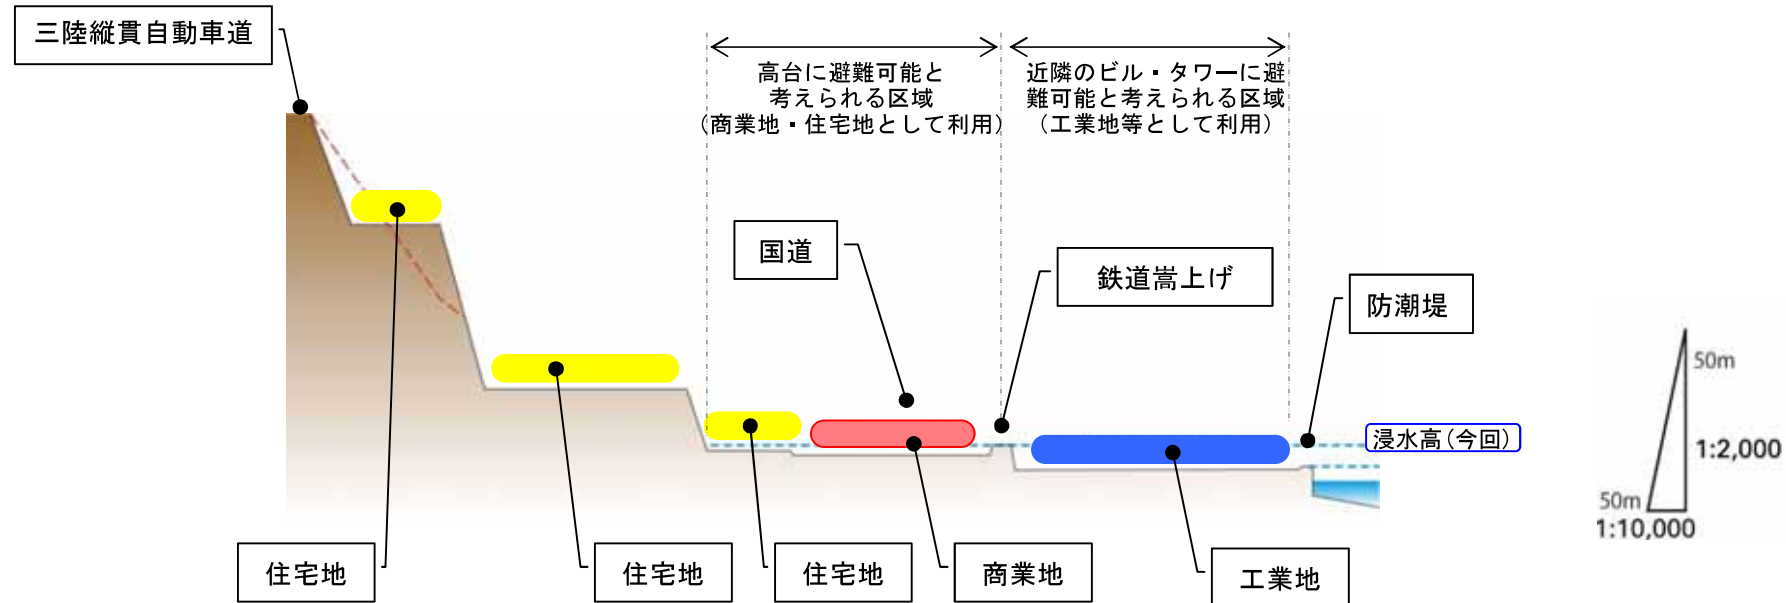 三陸縦貫自動車道
高台に避難可能と
考えられる区域
（商業地・住宅地として利用）
近隣のビル・タワーに避
難可能と考えられる区域
（工業地等として利用）
国道
鉄道嵩上げ
防潮堤
浸水高(今回)
住宅地
住宅地
住宅地
商業地
工業地
50m
1:2,000
50m
1:10,000